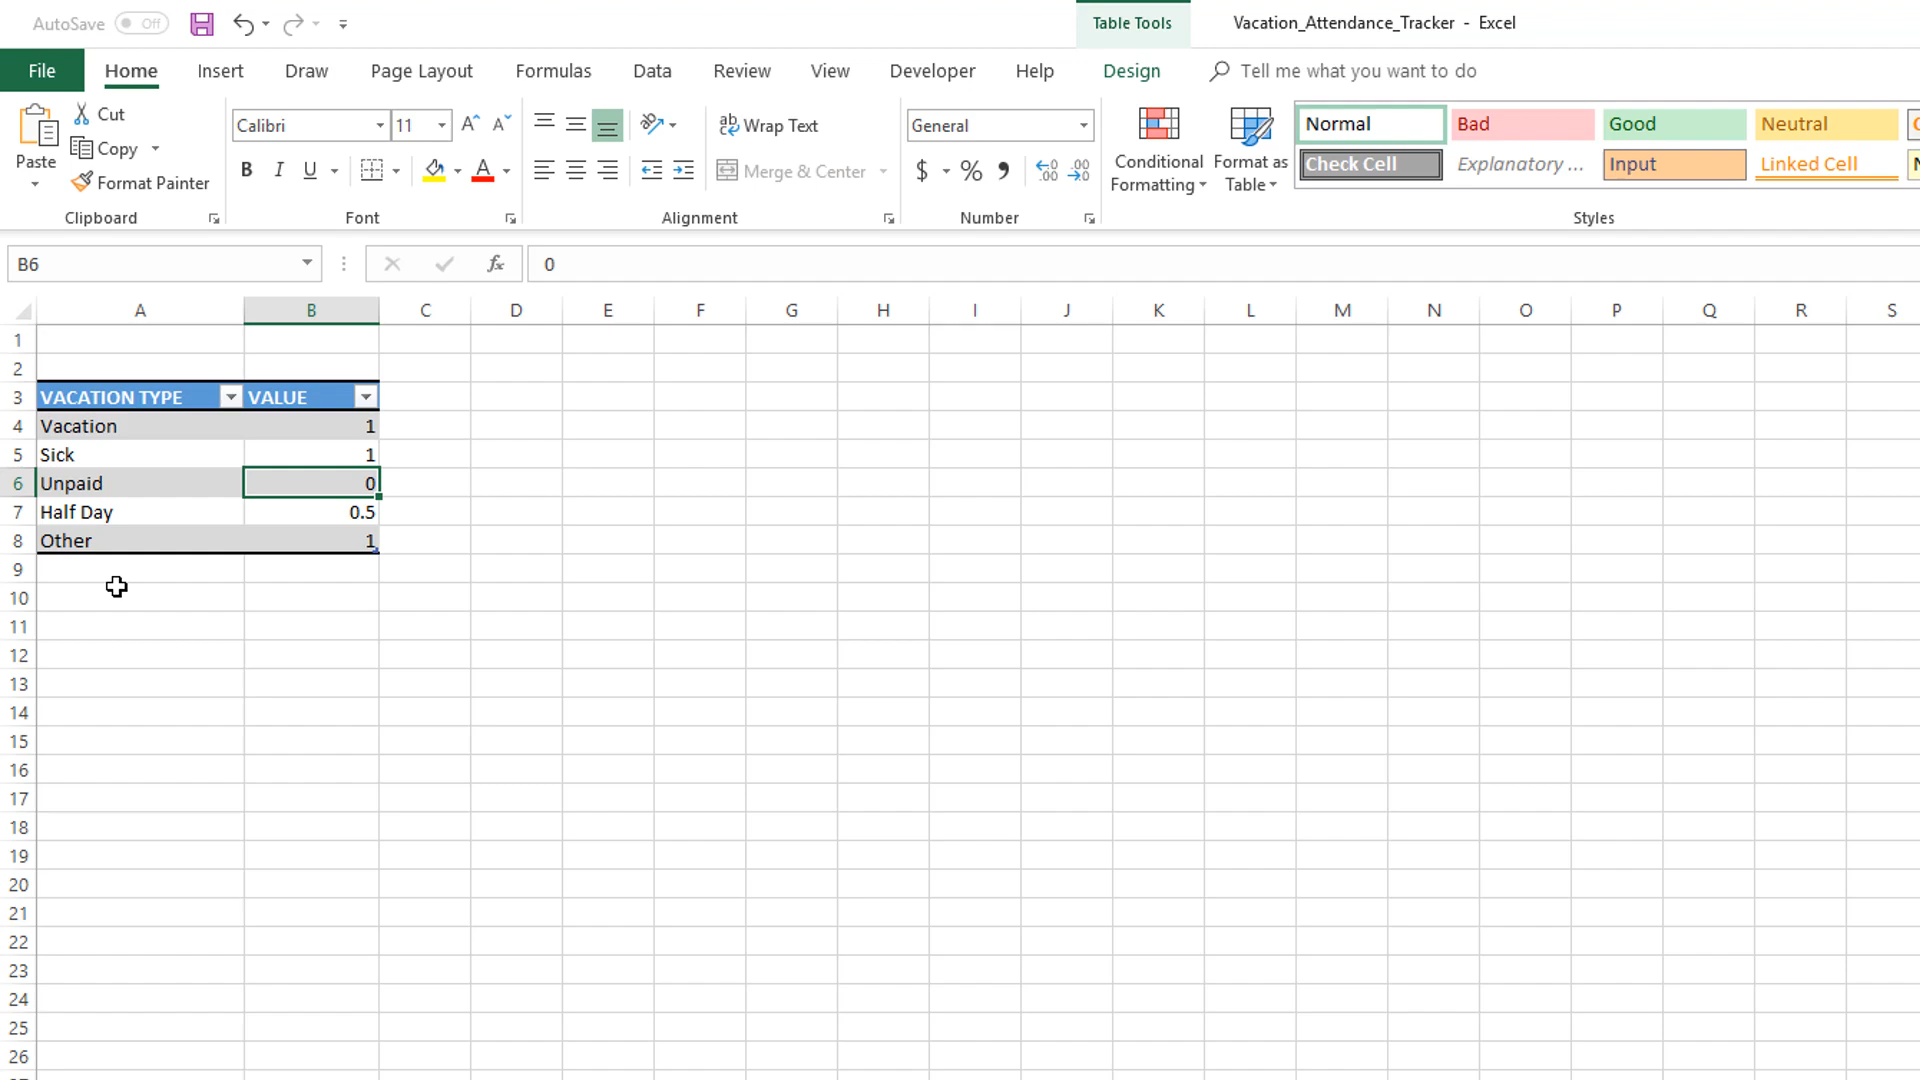 AutoSave Off
Table Tools
Vacation_Attendance_Tracker - Excel
File Home Insert Draw Page Layout Formulas Data Review View Developer Help Design Tell me what you want to do
Paste
Cut
Copy
Format Painter
Clipboard
Calibri 11
B I U A
Font
Wrap Text
Merge & Center
Alignment
General
$ %
Number
Conditional Formatting
Format as Table
Normal Bad Good Neutral
Check Cell Explanatory ... Input Linked Cell
Styles
B6 fx 0
A B C D E F G H I J K L M N O P Q R S
1
2
3 VACATION TYPE VALUE
4 Vacation 1
5 Sick 1
6 Unpaid 0
7 Half Day 0.5
8 Other 1
9
10
11
12
13
14
15
16
17
18
19
20
21
22
23
24
25
26